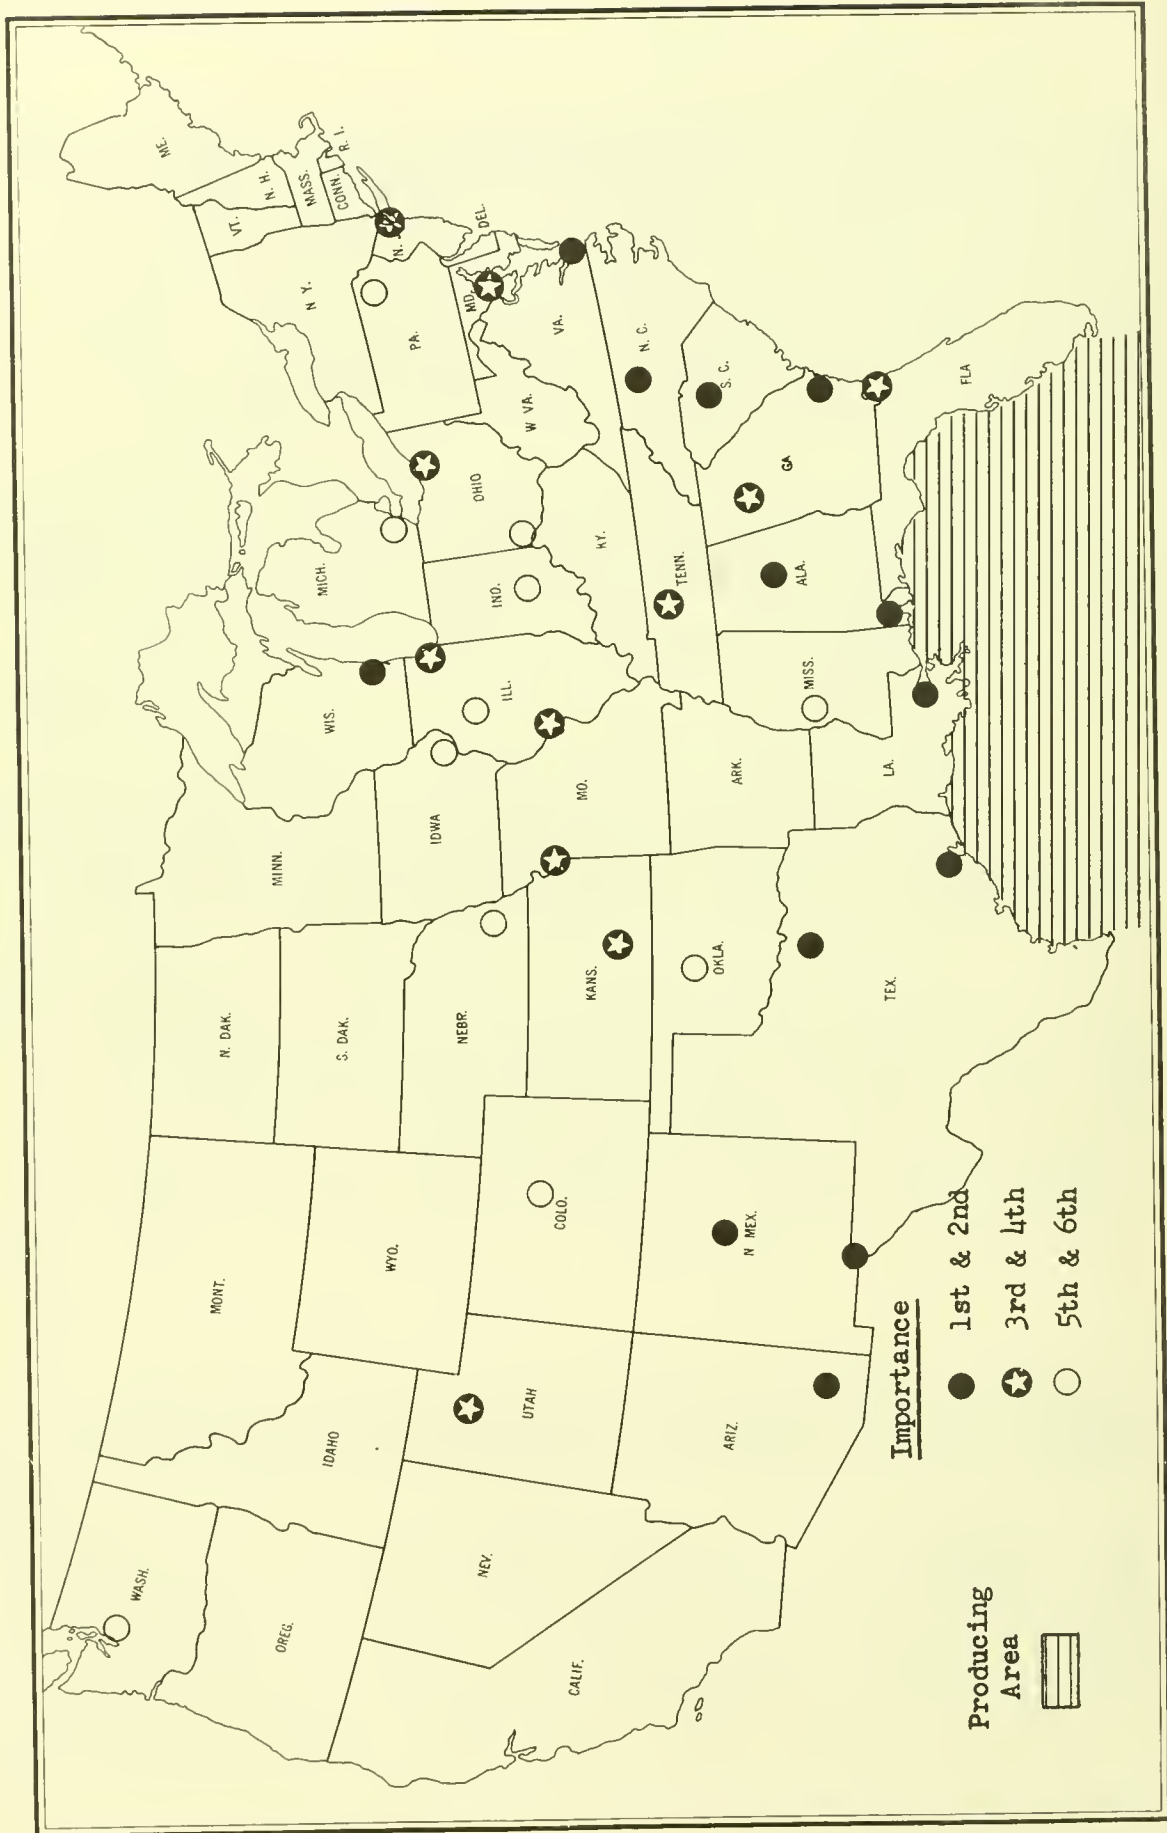 WASH.
OREG.
CALIF.
NEV.
IDAHO
MONT.
WYO.
UTAH
ARIZ.
COLO.
N MEX.
N. DAK.
S. DAK.
NEBR.
KANS.
OKLA.
TEX.
MINN.
IOWA
MO.
ARK.
LA.
WIS.
ILL.
MISS.
MICH.
IND.
OHIO
KY.
TENN.
ALA.
GA
FLA
S. C.
N. C.
VA.
W VA.
MD.
DEL.
PA.
N. J.
N Y.
CONN.
R. I.
MASS.
VT.
N. H.
ME.
Producing
Area
Importance
1st & 2nd
3rd & 4th
5th & 6th